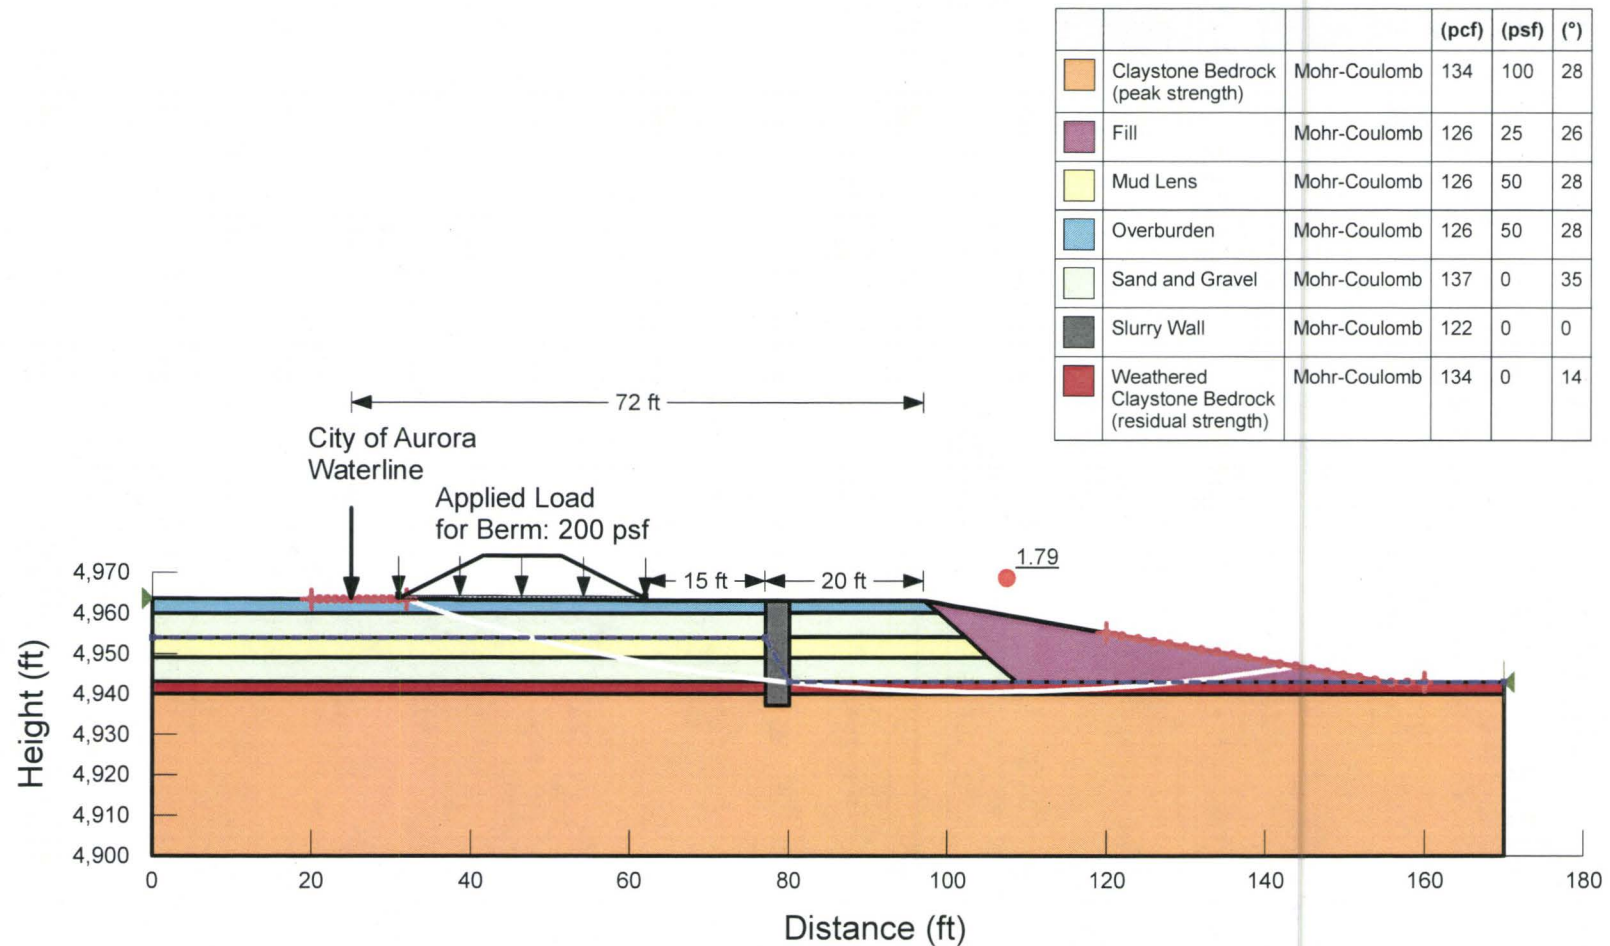 (pcf) (psf) (°)
Claystone Bedrock Mohr-Coulomb 134 100 28
(peak strength)
Fill Mohr-Coulomb 126 25 26
Mud Lens Mohr-Coulomb 126 50 28
Overburden Mohr-Coulomb 126 50 28
Sand and Gravel Mohr-Coulomb 137 0 35
Slurry Wall Mohr-Coulomb 122 0 0
Weathered Mohr-Coulomb 134 0 14
Claystone Bedrock
(residual strength)
72 ft
City of Aurora
Waterline
Applied Load
for Berm: 200 psf
15 ft
20 ft
1.79
4,970
4,960
4,950
4,940
4,930
4,920
4,910
4,900
Height (ft)
0 20 40 60 80 100 120 140 160 180
Distance (ft)